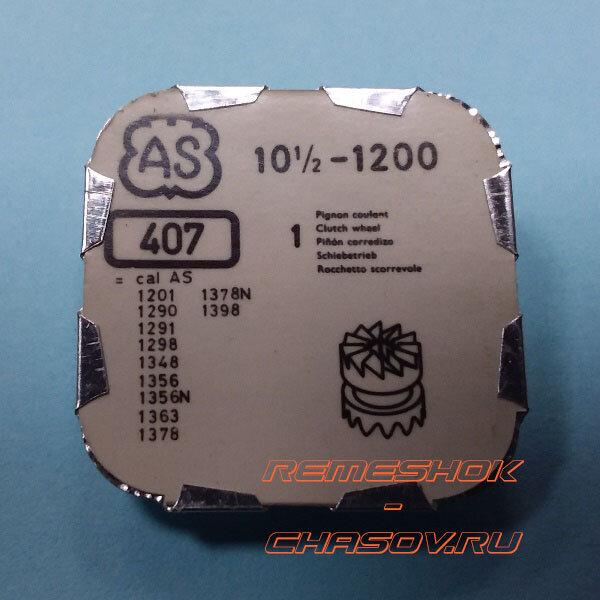 AS
10½-1200
407
1
Pignon coulant
Clutch wheel
Piñón corredizo
Schiebetrieb
Rocchetto scorrevole
= cal AS
1201 1378N
1290 1398
1291
1298
1348
1356
1356N
1363
1378
REMESHOK
-
CHASOV.RU